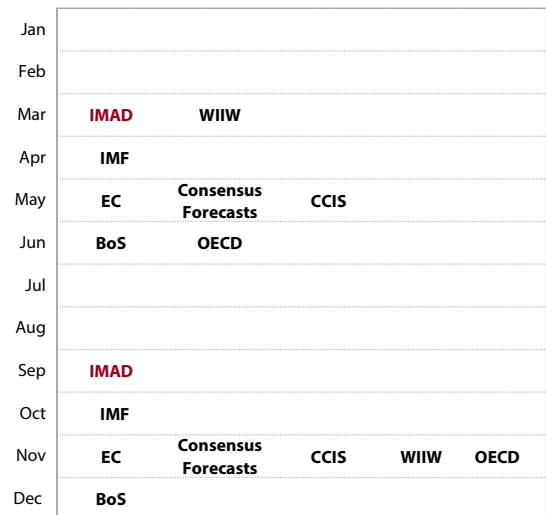 Jan
Feb
Mar IMAD WIIW
Apr IMF
May EC Consensus Forecasts CCIS
Jun BoS OECD
Jul
Aug
Sep IMAD
Oct IMF
Nov EC Consensus Forecasts CCIS WIIW OECD
Dec BoS